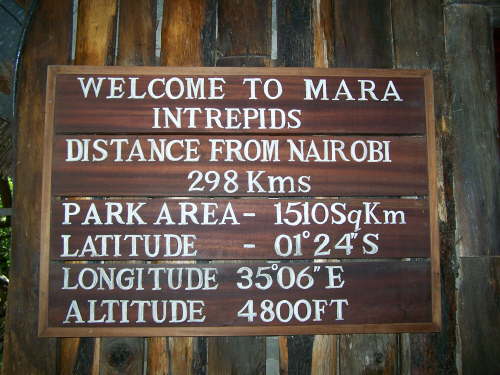 WELCOME TO MARA
INTREPIDS
DISTANCE FROM NAIROBI
298 Kms
PARK AREA - 1510SqKm
LATITUDE - 01°24"S
LONGITUDE 35°06" E
ALTITUDE 4800FT